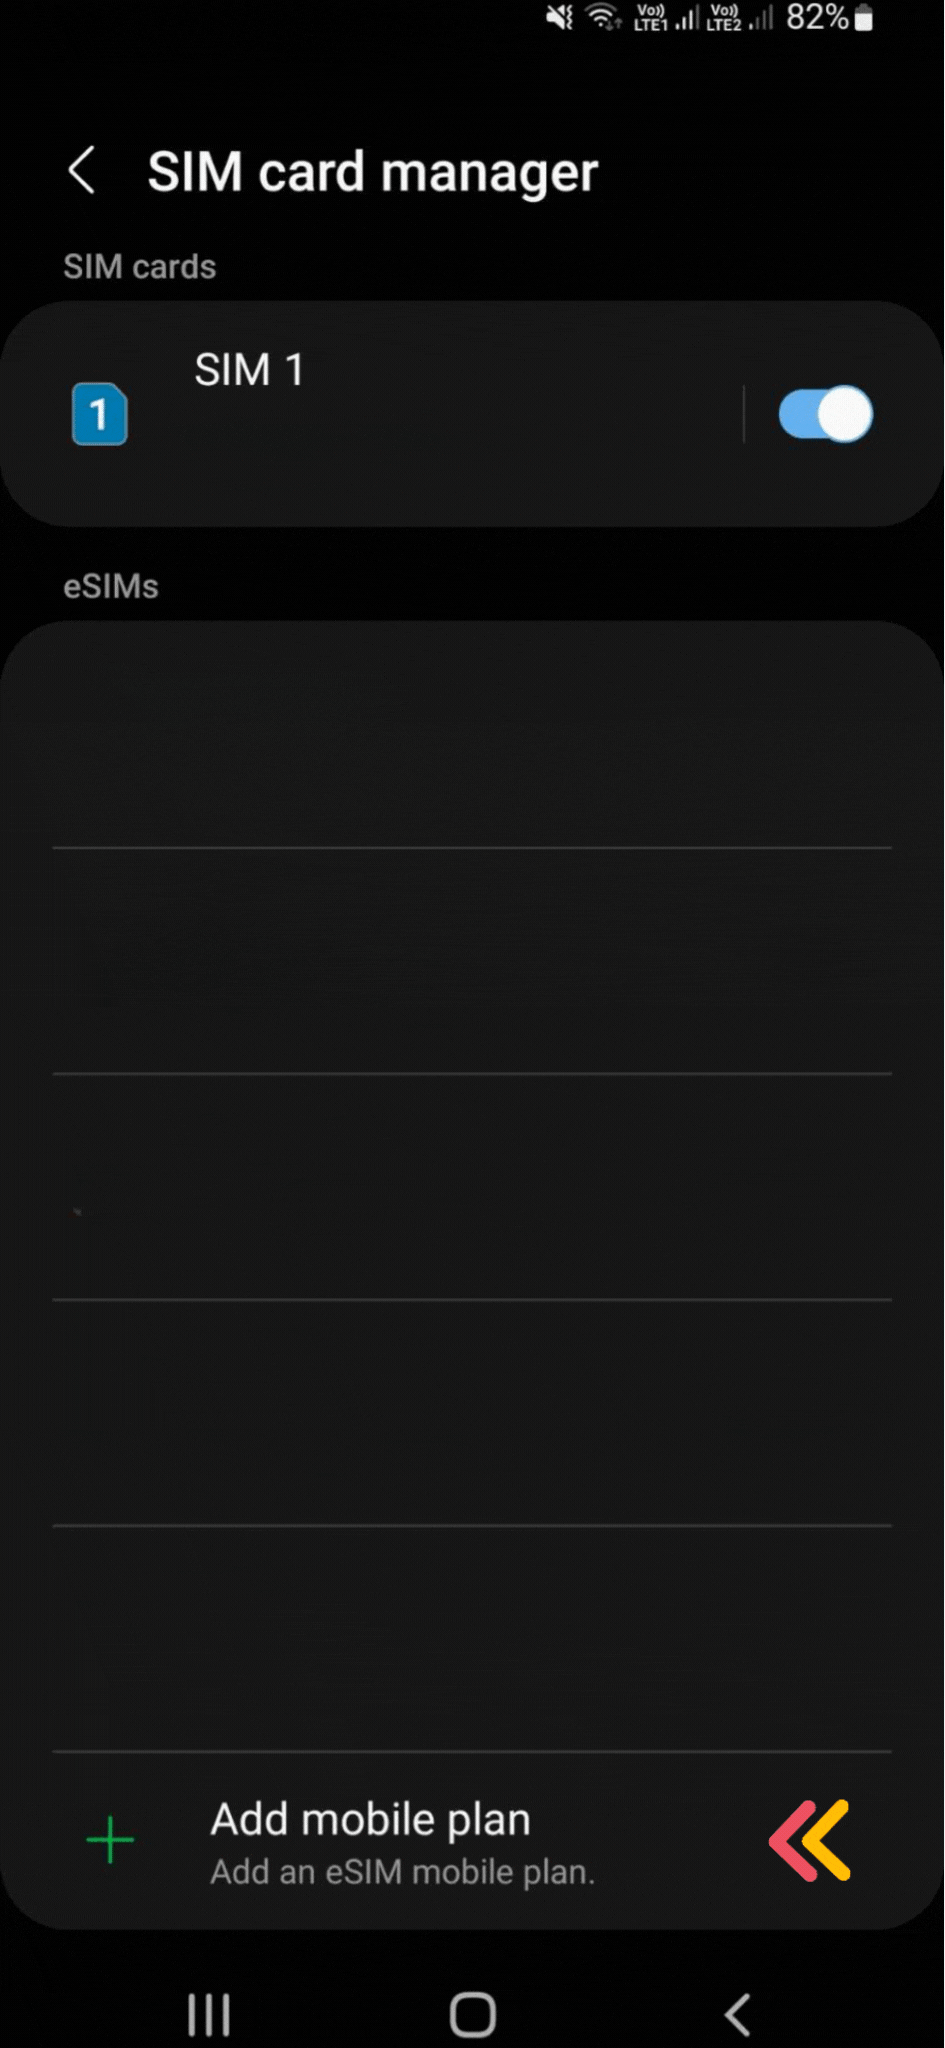 Vo)) LTE1 Vo)) LTE2 82%
SIM card manager
SIM cards
1
SIM 1
eSIMs
Add mobile plan
Add an eSIM mobile plan.